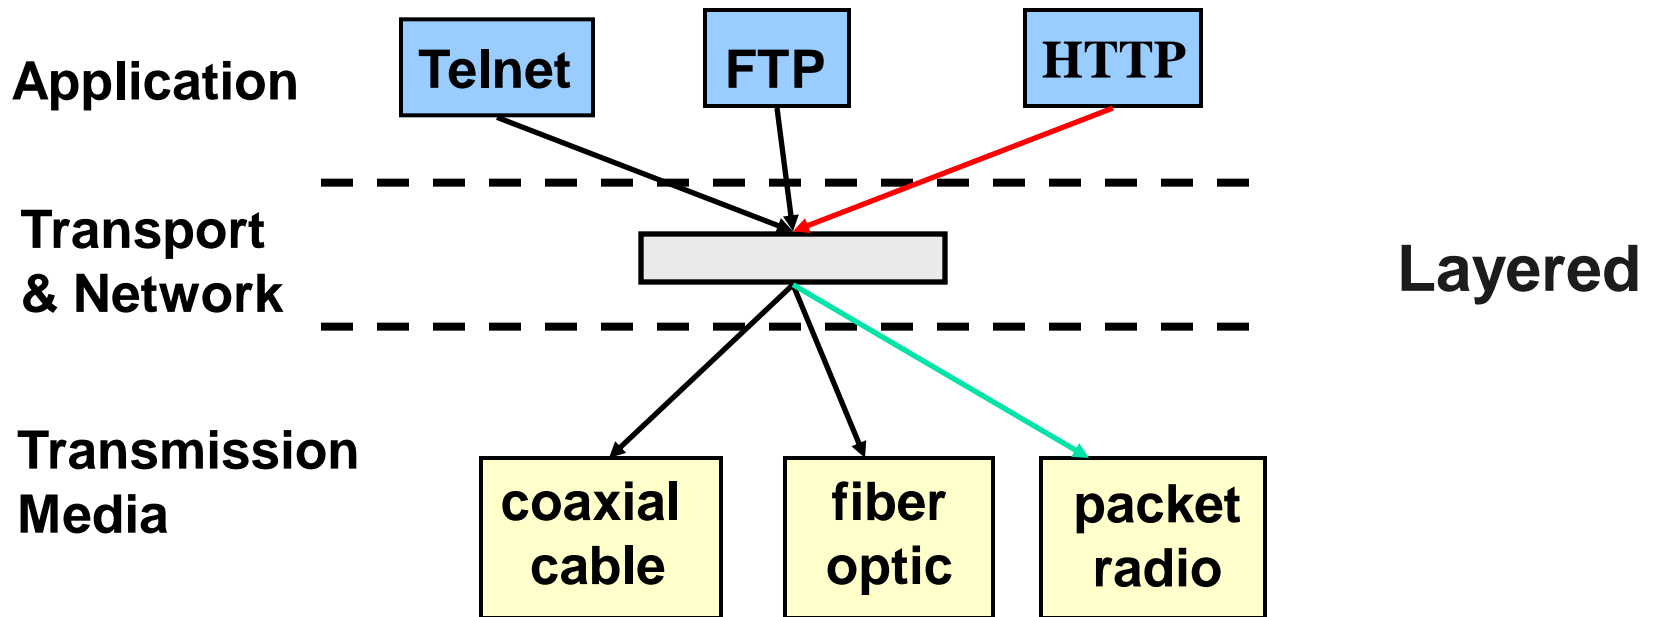 Application
Telnet
FTP
HTTP
Transport
& Network
Layered
Transmission
Media
coaxial
cable
fiber
optic
packet
radio